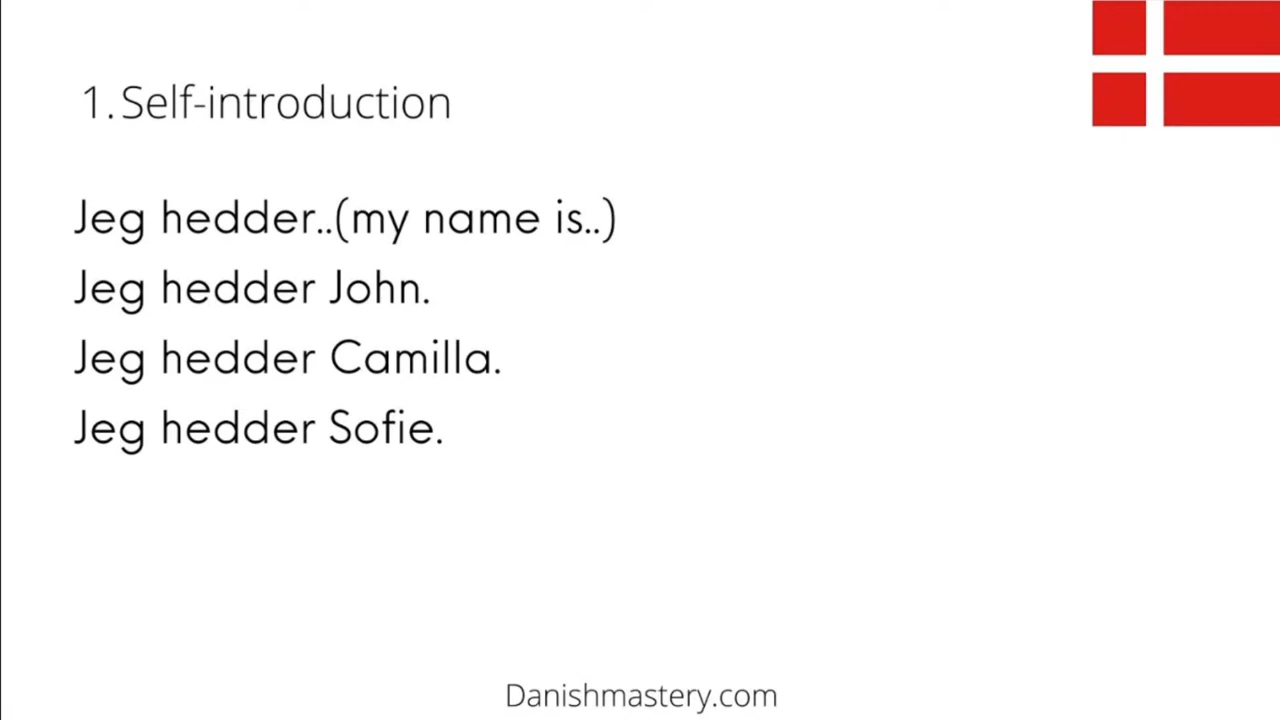 1. Self-introduction
Jeg hedder..(my name is..)
Jeg hedder John.
Jeg hedder Camilla.
Jeg hedder Sofie.
Danishmastery.com